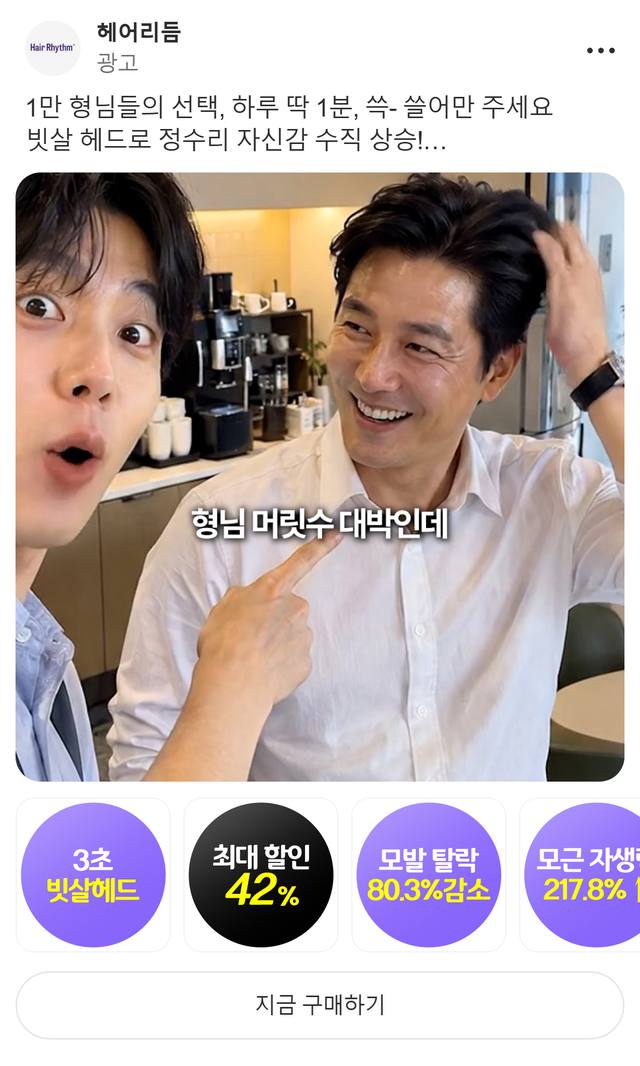 Hair Rhythm
헤어리듬
광고
1만 형님들의 선택, 하루 딱 1분, 쓱- 쓸어만 주세요
빗살 헤드로 정수리 자신감 수직 상승!...
형님 머릿수 대박인데
3초
빗살헤드
최대 할인
42%
모발 탈락
80.3%감소
모근 자생
217.8%
지금 구매하기